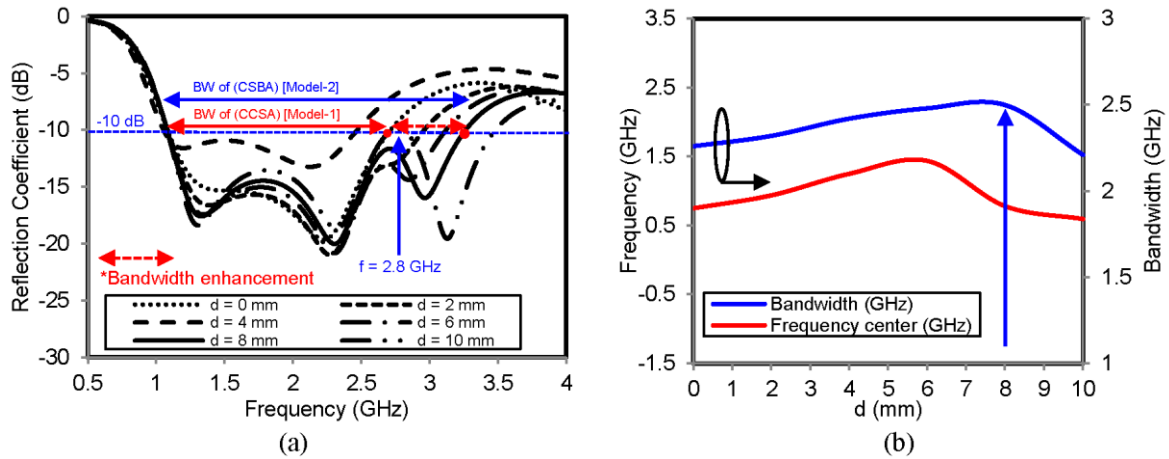 0
-5
-10
-15
-20
-25
-30
Reflection Coefficient (dB)
BW of (CSBA) [Model-2]
BW of (CCSA) [Model-1]
-10 dB
*Bandwidth enhancement
f = 2.8 GHz
d = 0 mm
d = 2 mm
d = 4 mm
d = 6 mm
d = 8 mm
d = 10 mm
0.5 1 1.5 2 2.5 3 3.5 4
Frequency (GHz)
(a)
3.5
2.5
1.5
0.5
-0.5
-1.5
Frequency (GHz)
Bandwidth (GHz)
Frequency center (GHz)
3
2.5
2
1.5
1
Bandwidth (GHz)
0 1 2 3 4 5 6 7 8 9 10
d (mm)
(b)